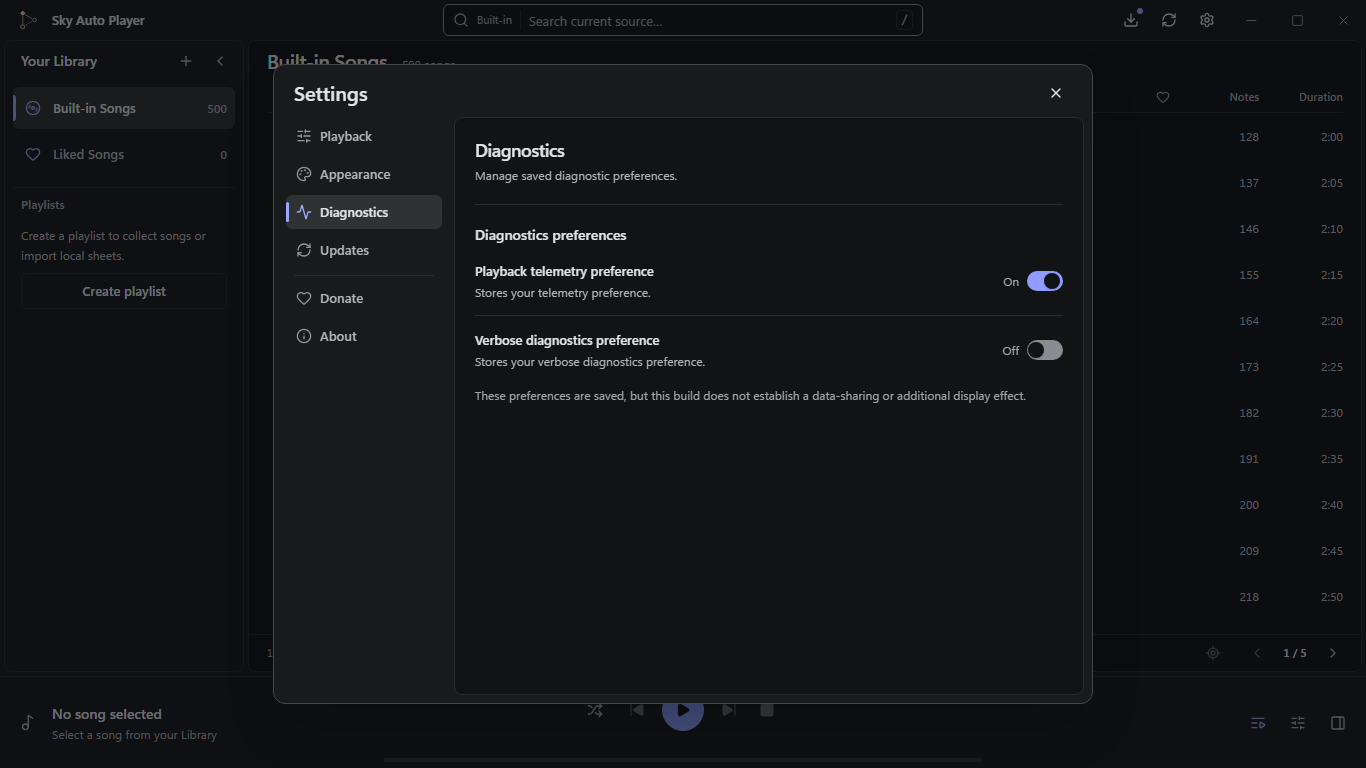 Sky Auto Player
Built-in
Search current source...
/
Your Library
Built-in Songs
500
Liked Songs
0
Playlists
Create a playlist to collect songs or
import local sheets.
Create playlist
Built-in Songs
500 songs
Notes
Duration
128
2:00
137
2:05
146
2:10
155
2:15
164
2:20
173
2:25
182
2:30
191
2:35
200
2:40
209
2:45
218
2:50
1 / 5
Settings
Playback
Appearance
Diagnostics
Updates
Donate
About
Diagnostics
Manage saved diagnostic preferences.
Diagnostics preferences
Playback telemetry preference
Stores your telemetry preference.
On
Verbose diagnostics preference
Stores your verbose diagnostics preference.
Off
These preferences are saved, but this build does not establish a data-sharing or additional display effect.
No song selected
Select a song from your Library